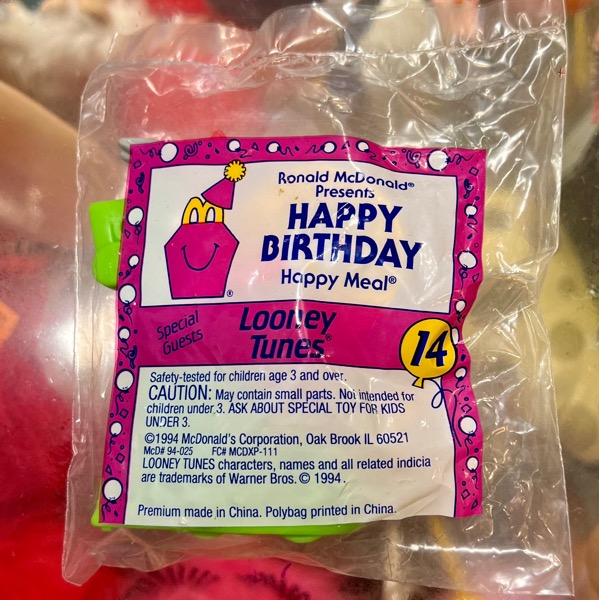 Ronald McDonald®
Presents
HAPPY
BIRTHDAY
Happy Meal®
®
Special
Guests
Looney
Tunes®
14
Safety-tested for children age 3 and over.
CAUTION: May contain small parts. Not intended for
children under 3. ASK ABOUT SPECIAL TOY FOR KIDS
UNDER 3.
©1994 McDonald's Corporation, Oak Brook IL 60521
McD# 94-025 FC# MCDXP-111
LOONEY TUNES characters, names and all related indicia
are trademarks of Warner Bros. © 1994.
Premium made in China. Polybag printed in China.